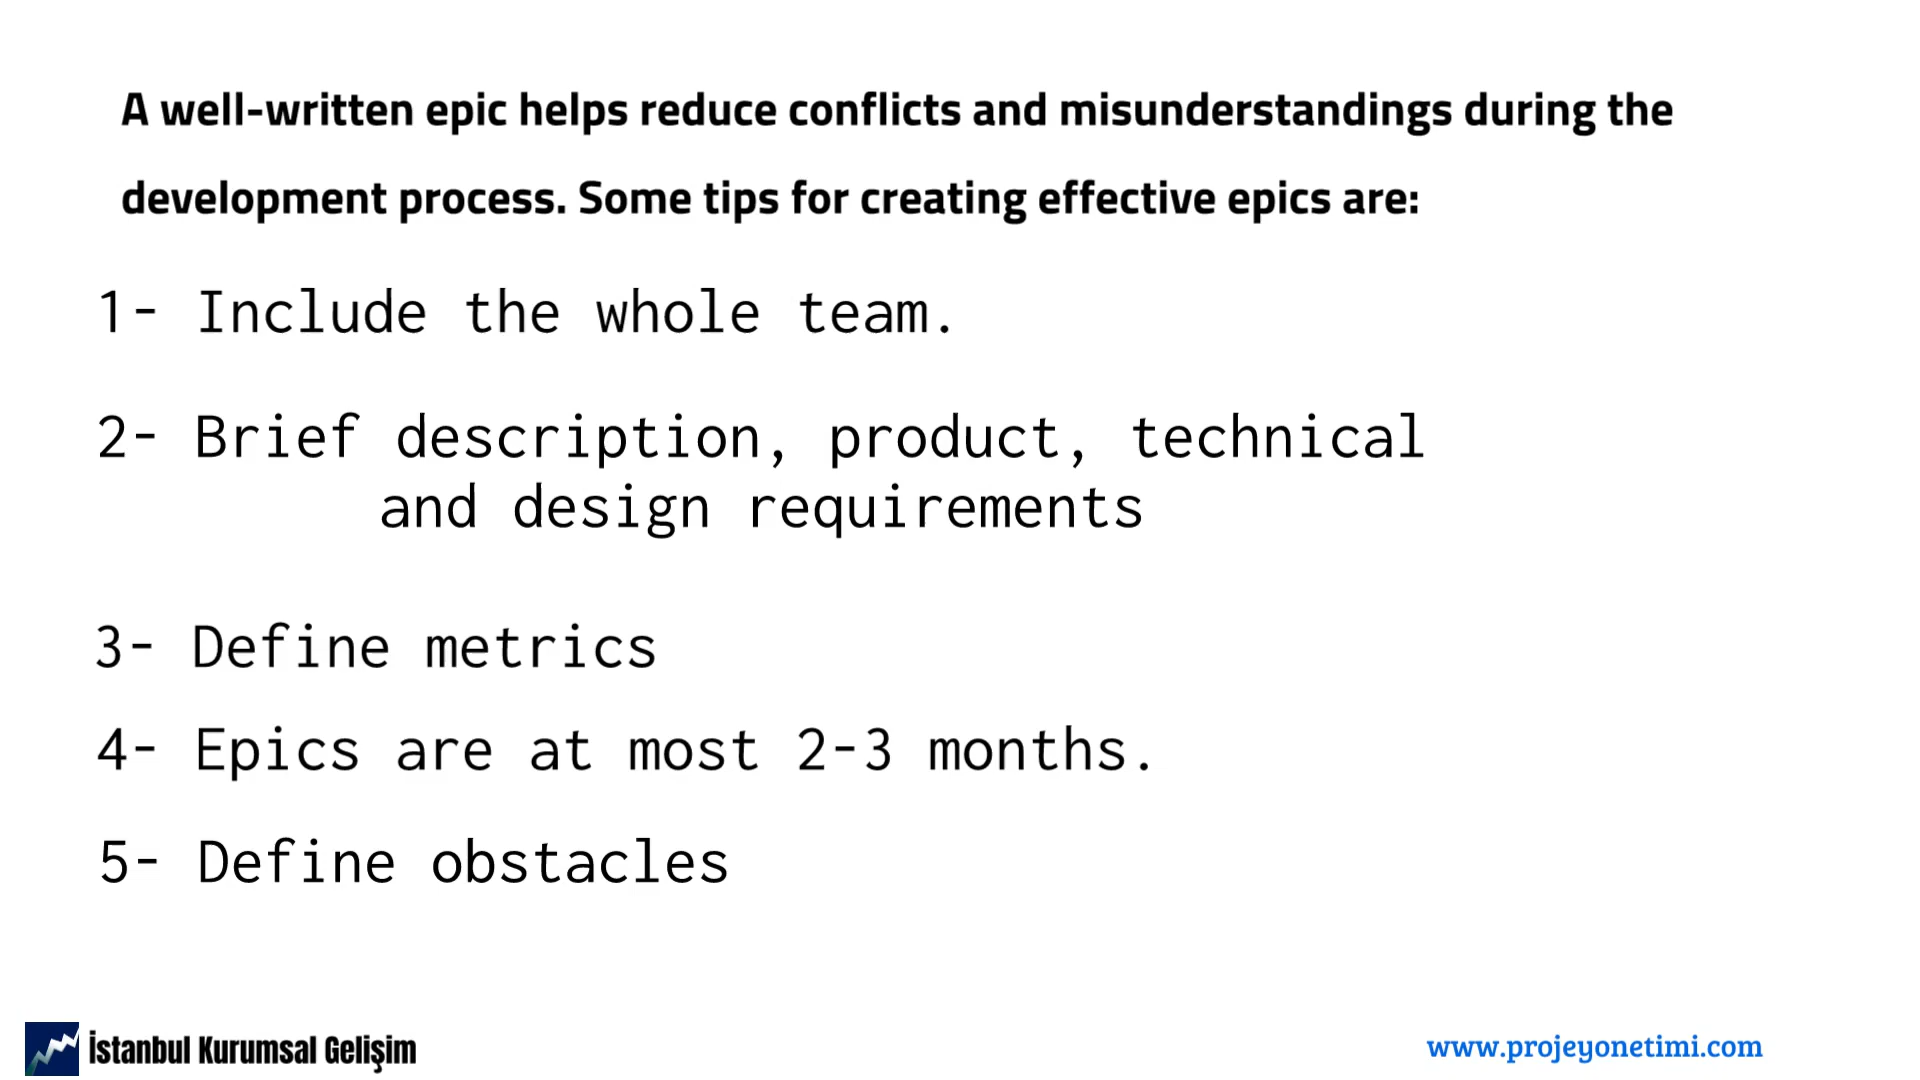 A well-written epic helps reduce conflicts and misunderstandings during the
development process. Some tips for creating effective epics are:
1- Include the whole team.
2- Brief description, product, technical
and design requirements
3- Define metrics
4- Epics are at most 2-3 months.
5- Define obstacles
İstanbul Kurumsal Gelişim
www.projeyonetimi.com